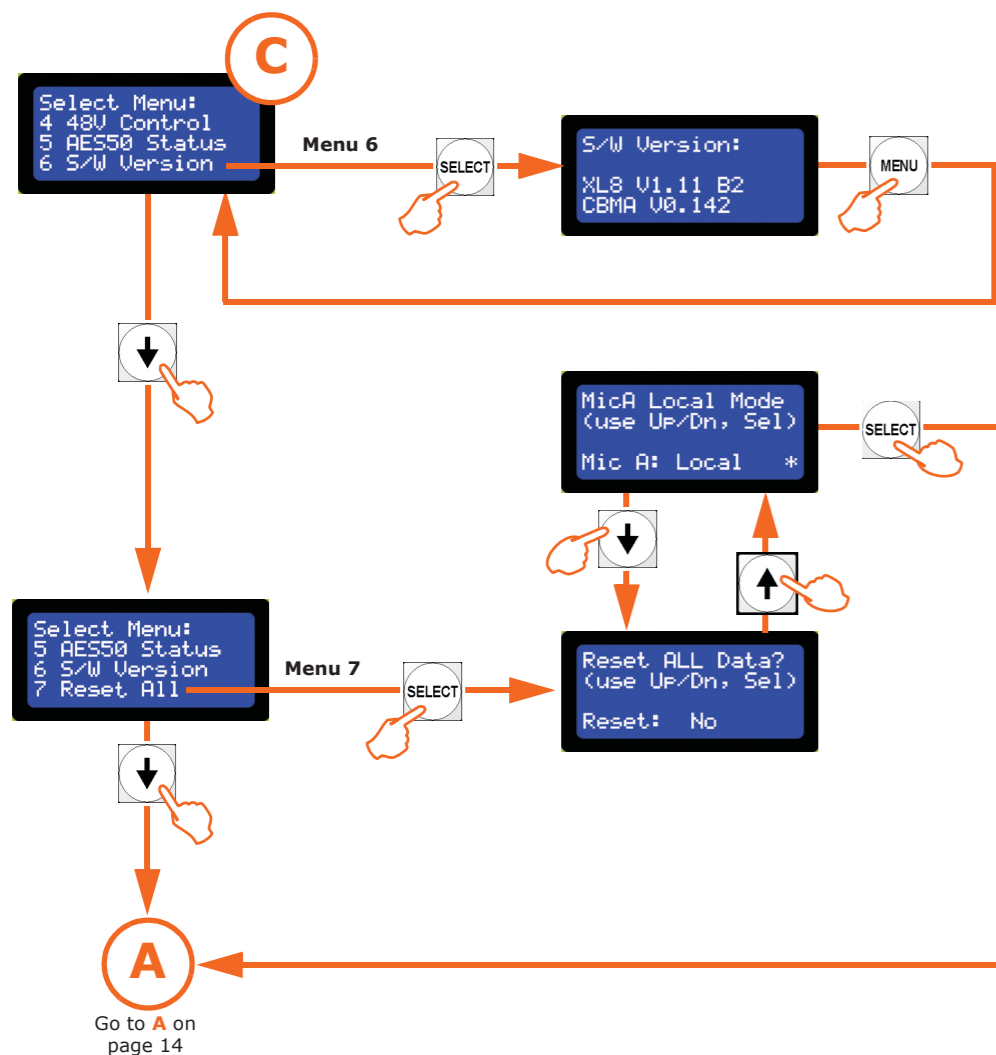 C
Select Menu:
4 48V Control
5 AES50 Status
6 S/W Version
Menu 6
SELECT
S/W Version:
XL8 V1.11 B2
CBMA V0.142
MENU
MicA Local Mode
(use Up/Dn, Sel)
Mic A: Local *
SELECT
Select Menu:
5 AES50 Status
6 S/W Version
7 Reset All
Menu 7
SELECT
Reset ALL Data?
(use Up/Dn, Sel)
Reset: No
A
Go to A on
page 14